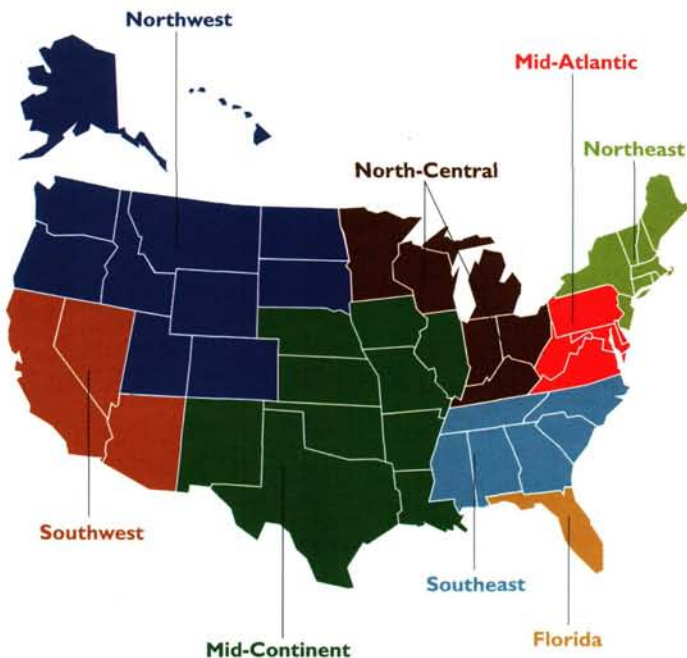 Northwest
Mid-Atlantic
Northeast
North-Central
Southwest
Southeast
Mid-Continent
Florida